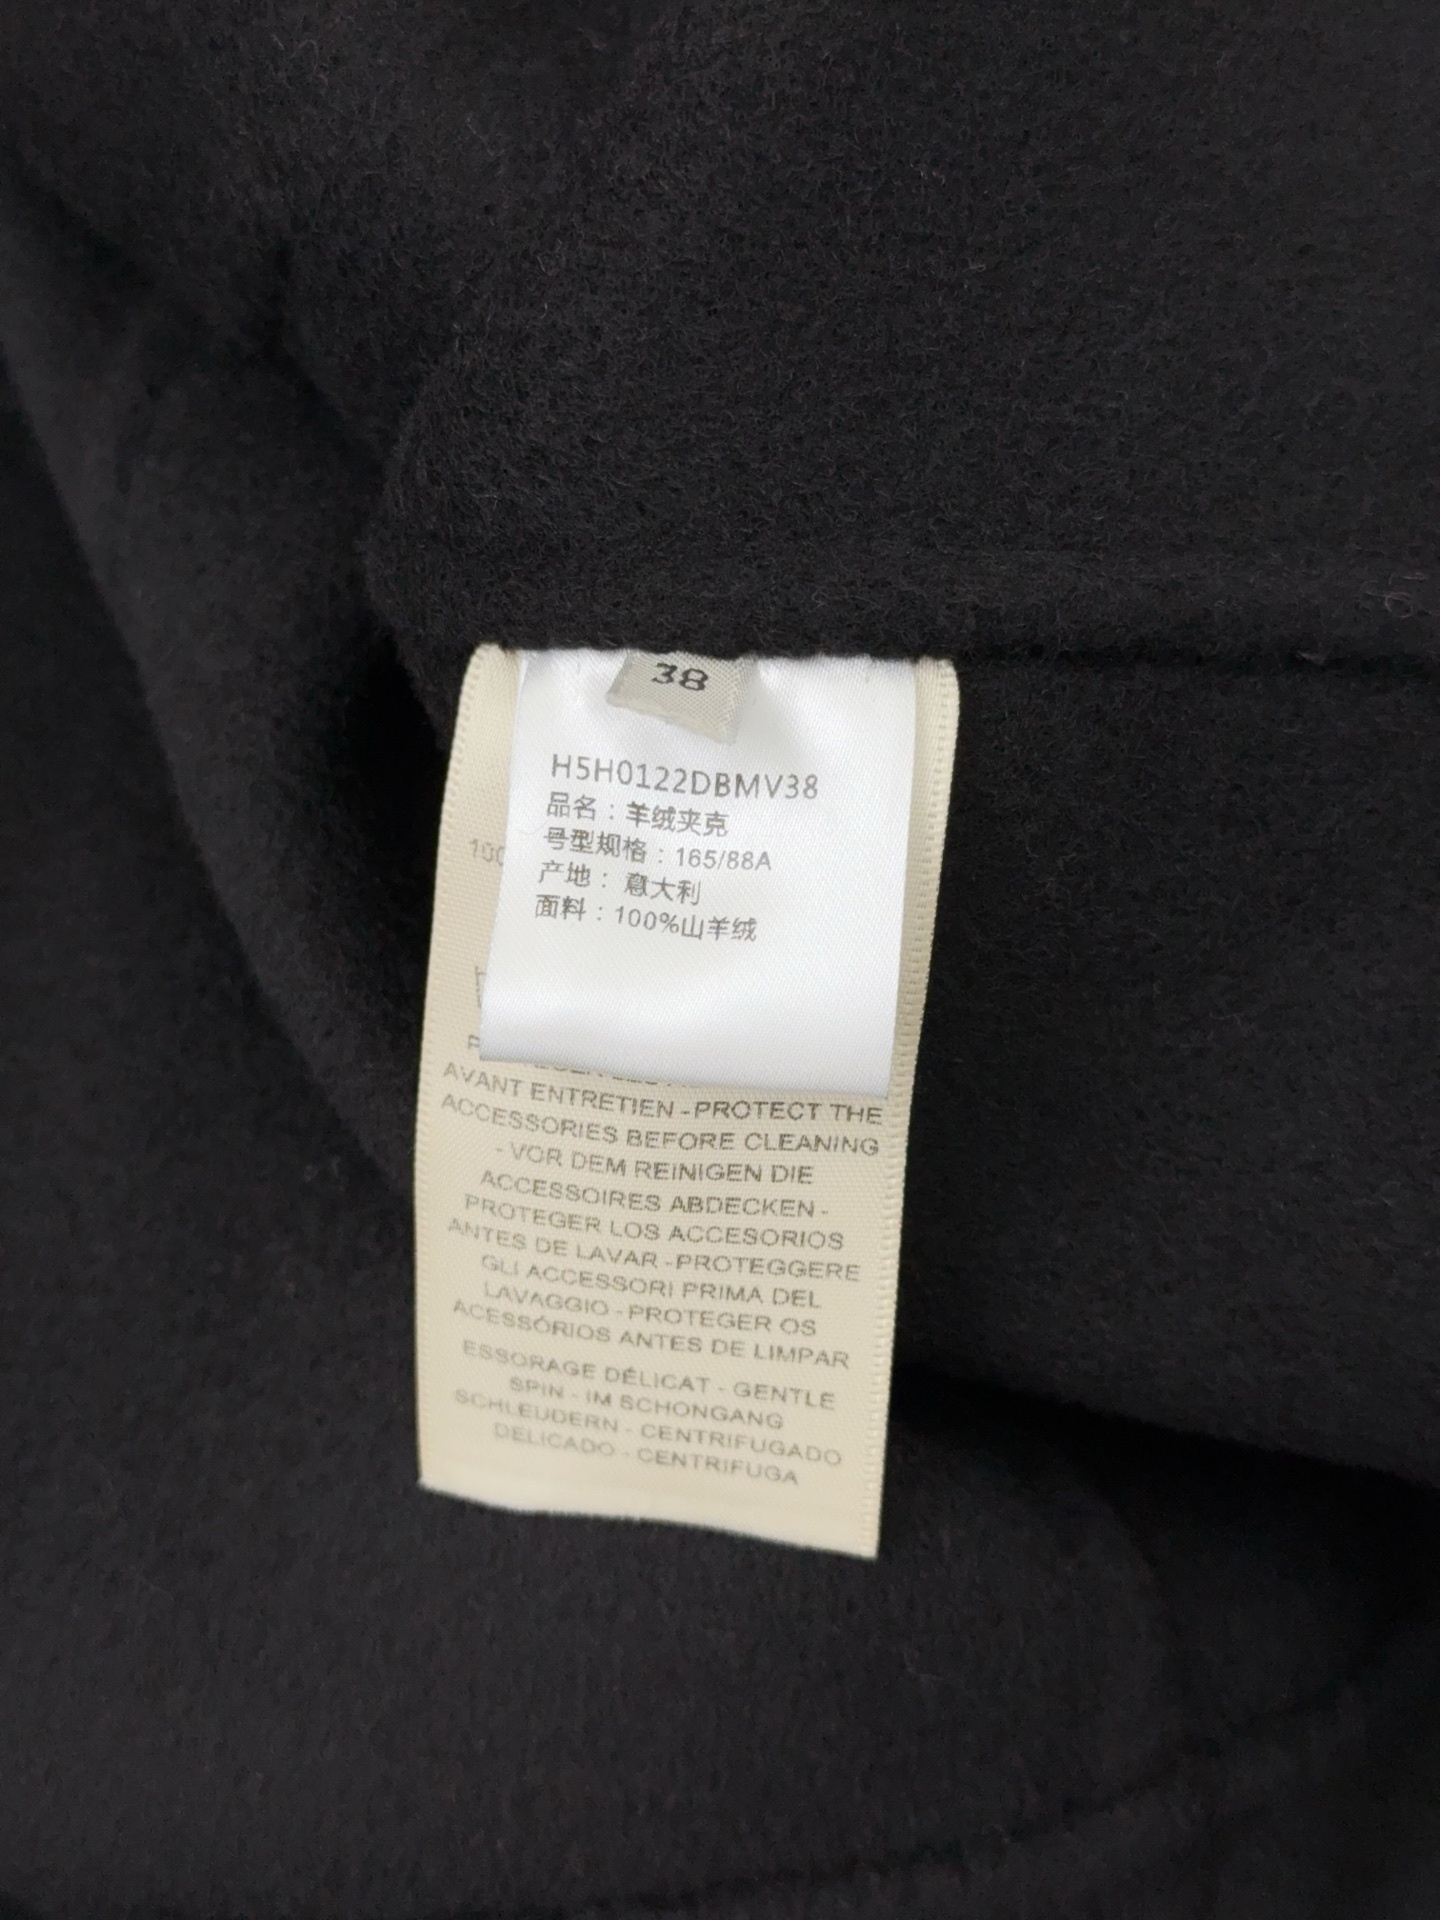 38
H5H0122DBMV38
品名：羊绒夹克
号型规格：165/88A
产地：意大利
面料：100%山羊绒
100
AVANT ENTRETIEN - PROTECT THE
ACCESSORIES BEFORE CLEANING
- VOR DEM REINIGEN DIE
ACCESSOIRES ABDECKEN -
PROTEGER LOS ACCESORIOS
ANTES DE LAVAR - PROTEGGERE
GLI ACCESSORI PRIMA DEL
LAVAGGIO - PROTEGER OS
ACESSÓRIOS ANTES DE LIMPAR
ESSORAGE DÉLICAT - GENTLE
SPIN - IM SCHONGANG
SCHLEUDERN - CENTRIFUGADO
DELICADO - CENTRIFUGA